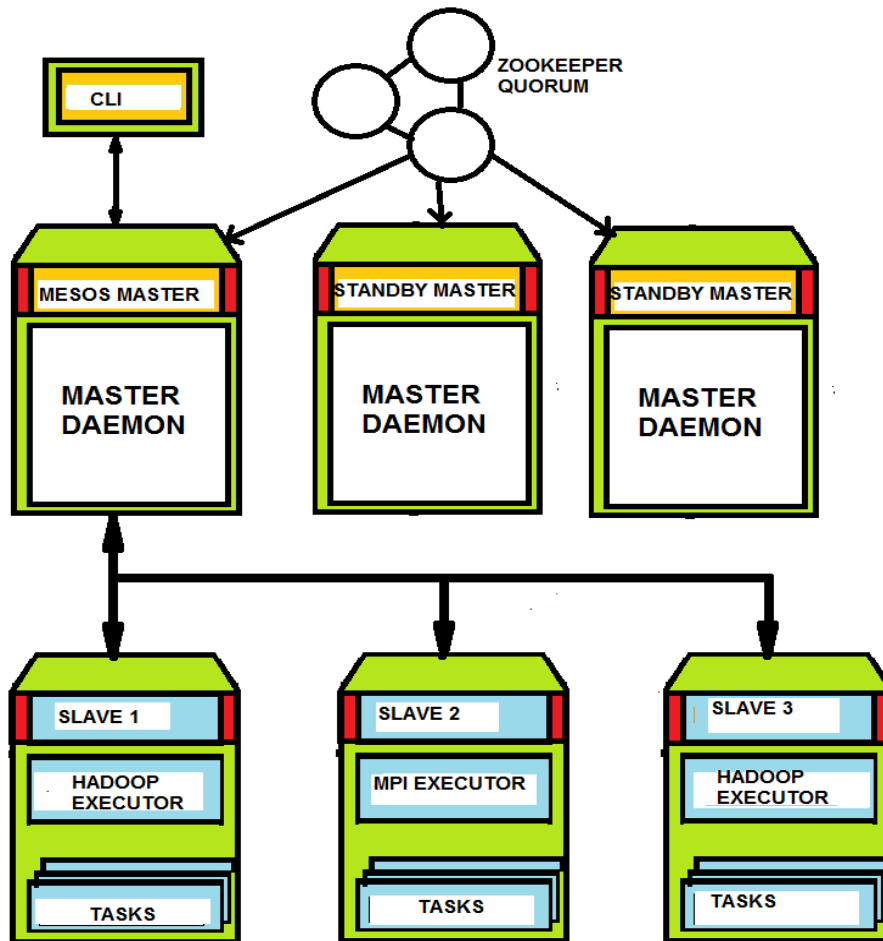 ZOOKEEPER
QUORUM
CLI
MESOS MASTER
STANDBY MASTER
STANDBY MASTER
MASTER
DAEMON
MASTER
DAEMON
MASTER
DAEMON
SLAVE 1
SLAVE 2
SLAVE 3
HADOOP
EXECUTOR
MPI EXECUTOR
HADOOP
EXECUTOR
TASKS
TASKS
TASKS